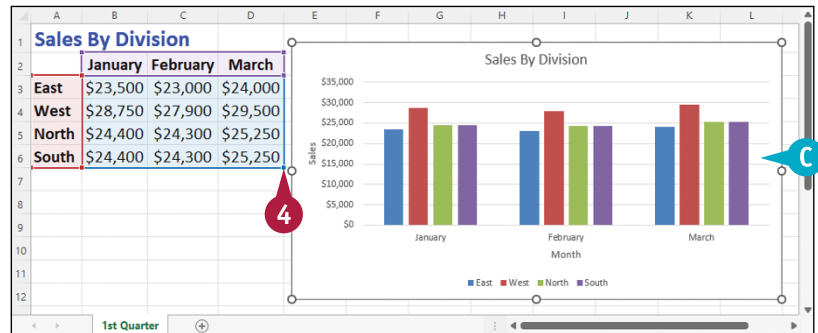 A B C D E F G H I J K L
1 Sales By Division
2 January February March
3 East $23,500 $23,000 $24,000
4 West $28,750 $27,900 $29,500
5 North $24,400 $24,300 $25,250
6 South $24,400 $24,300 $25,250
7
8
9
10
11
12
4
Sales By Division
$35,000
$30,000
$25,000
$20,000
$15,000
$10,000
$5,000
$0
Sales
January February March
Month
East West North South
C
1st Quarter